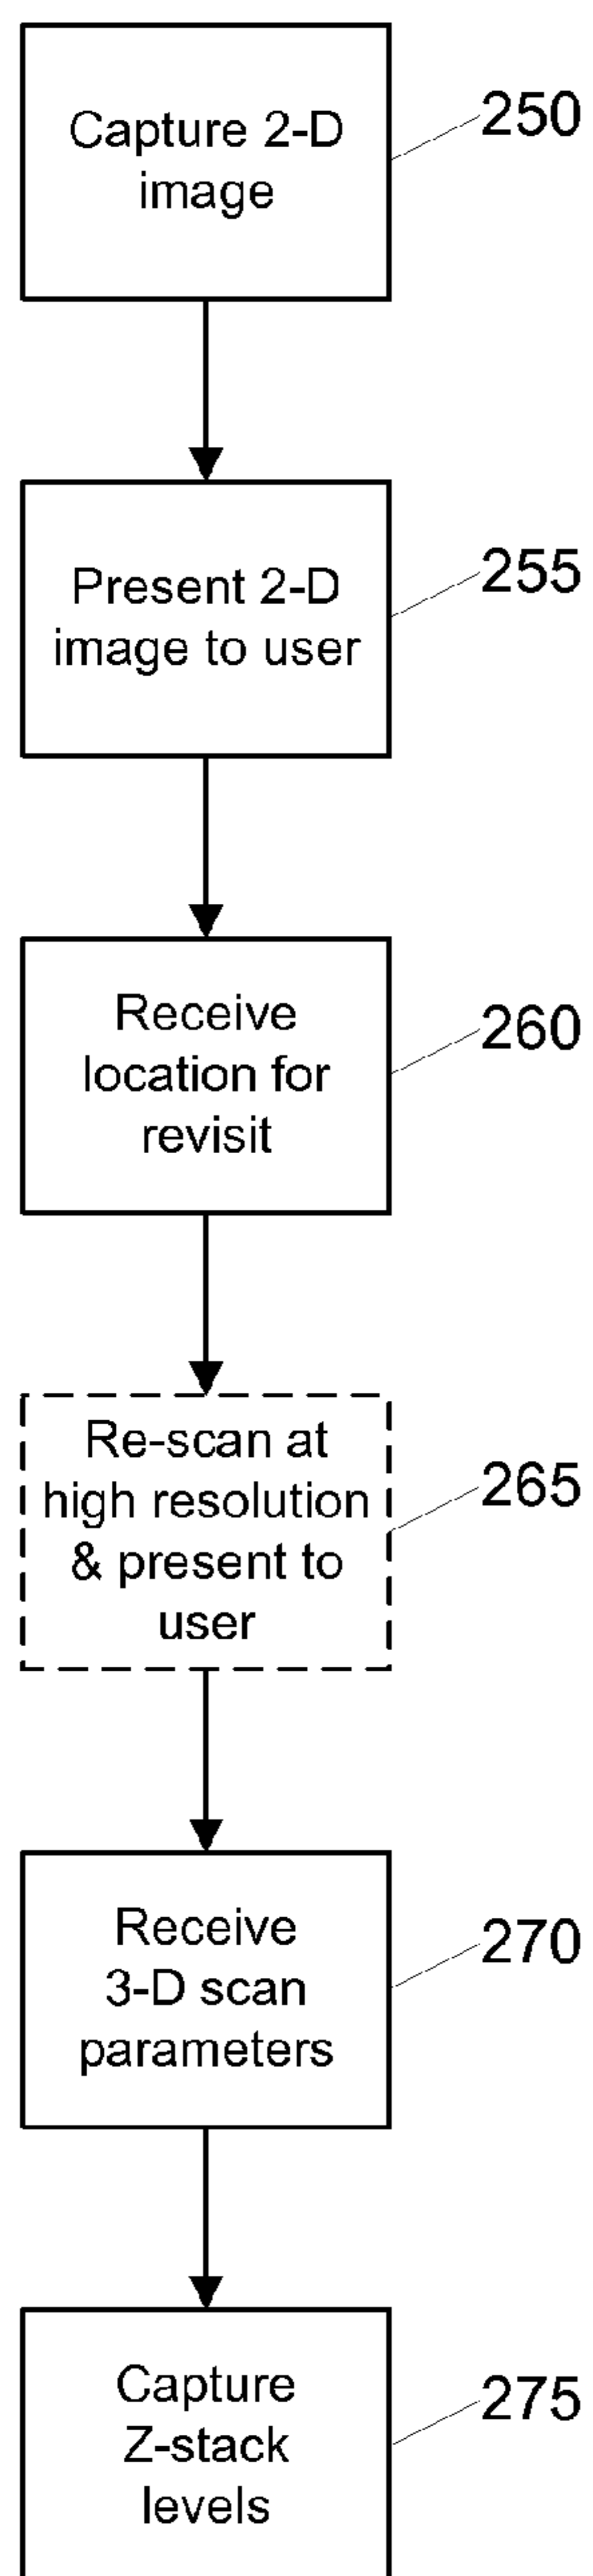 Capture 2-D
image
250
Present 2-D
image to user
255
Receive
location for
revisit
260
Re-scan at
high resolution
& present to
user
265
Receive
3-D scan
parameters
270
Capture
Z-stack
levels
275